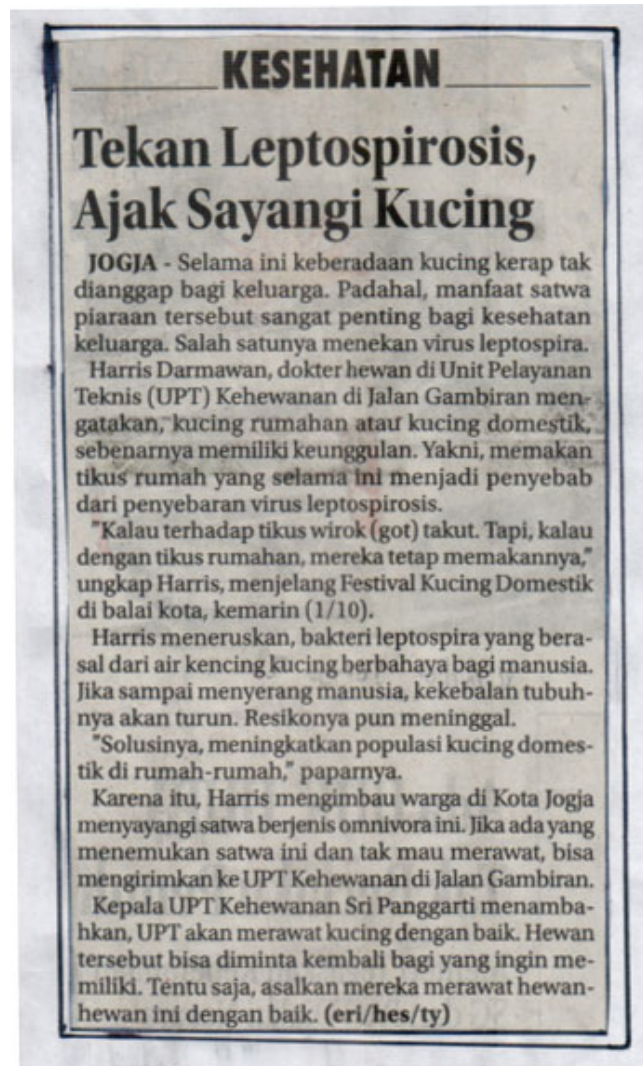 KESEHATAN
Tekan Leptospirosis,
Ajak Sayangi Kucing
JOGJA - Selama ini keberadaan kucing kerap tak
dianggap bagi keluarga. Padahal, manfaat satwa
piaraan tersebut sangat penting bagi kesehatan
keluarga. Salah satunya menekan virus leptospira.
Harris Darmawan, dokter hewan di Unit Pelayanan
Teknis (UPT) Kehewanan di Jalan Gambiran men-
gatakan, kucing rumahan atau kucing domestik,
sebenarnya memiliki keunggulan. Yakni, memakan
tikus rumah yang selama ini menjadi penyebab
dari penyebaran virus leptospirosis.
"Kalau terhadap tikus wirok (got) takut. Tapi, kalau
dengan tikus rumahan, mereka tetap memakannya,"
ungkap Harris, menjelang Festival Kucing Domestik
di balai kota, kemarin (1/10).
Harris meneruskan, bakteri leptospira yang bera-
sal dari air kencing kucing berbahaya bagi manusia.
Jika sampai menyerang manusia, kekebalan tubuh-
nya akan turun. Resikonya pun meninggal.
"Solusinya, meningkatkan populasi kucing domes-
tik di rumah-rumah," paparnya.
Karena itu, Harris mengimbau warga di Kota Jogja
menyayangi satwa berjenis omnivora ini. Jika ada yang
menemukan satwa ini dan tak mau merawat, bisa
mengirimkan ke UPT Kehewanan di Jalan Gambiran.
Kepala UPT Kehewanan Sri Panggarti menamba-
hkan, UPT akan merawat kucing dengan baik. Hewan
tersebut bisa diminta kembali bagi yang ingin me-
miliki. Tentu saja, asalkan mereka merawat hewan-
hewan ini dengan baik. (eri/hes/ty)